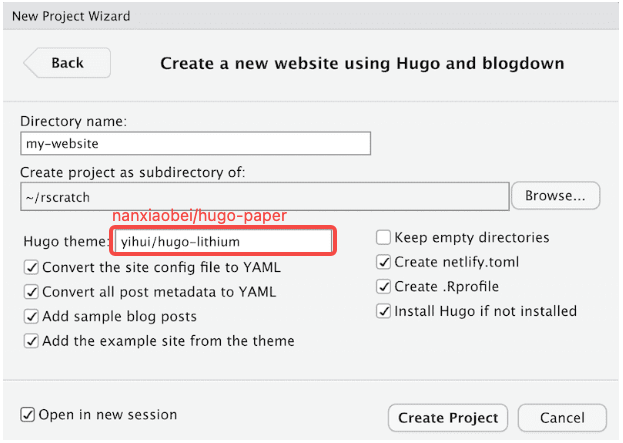 New Project Wizard
Back
Create a new website using Hugo and blogdown
Directory name:
my-website
Create project as subdirectory of:
~/rscratch
Browse...
nanxiaobei/hugo-paper
Hugo theme: yihui/hugo-lithium
Keep empty directories
Convert the site config file to YAML
Create netlify.toml
Convert all post metadata to YAML
Create .Rprofile
Add sample blog posts
Install Hugo if not installed
Add the example site from the theme
Open in new session
Create Project
Cancel